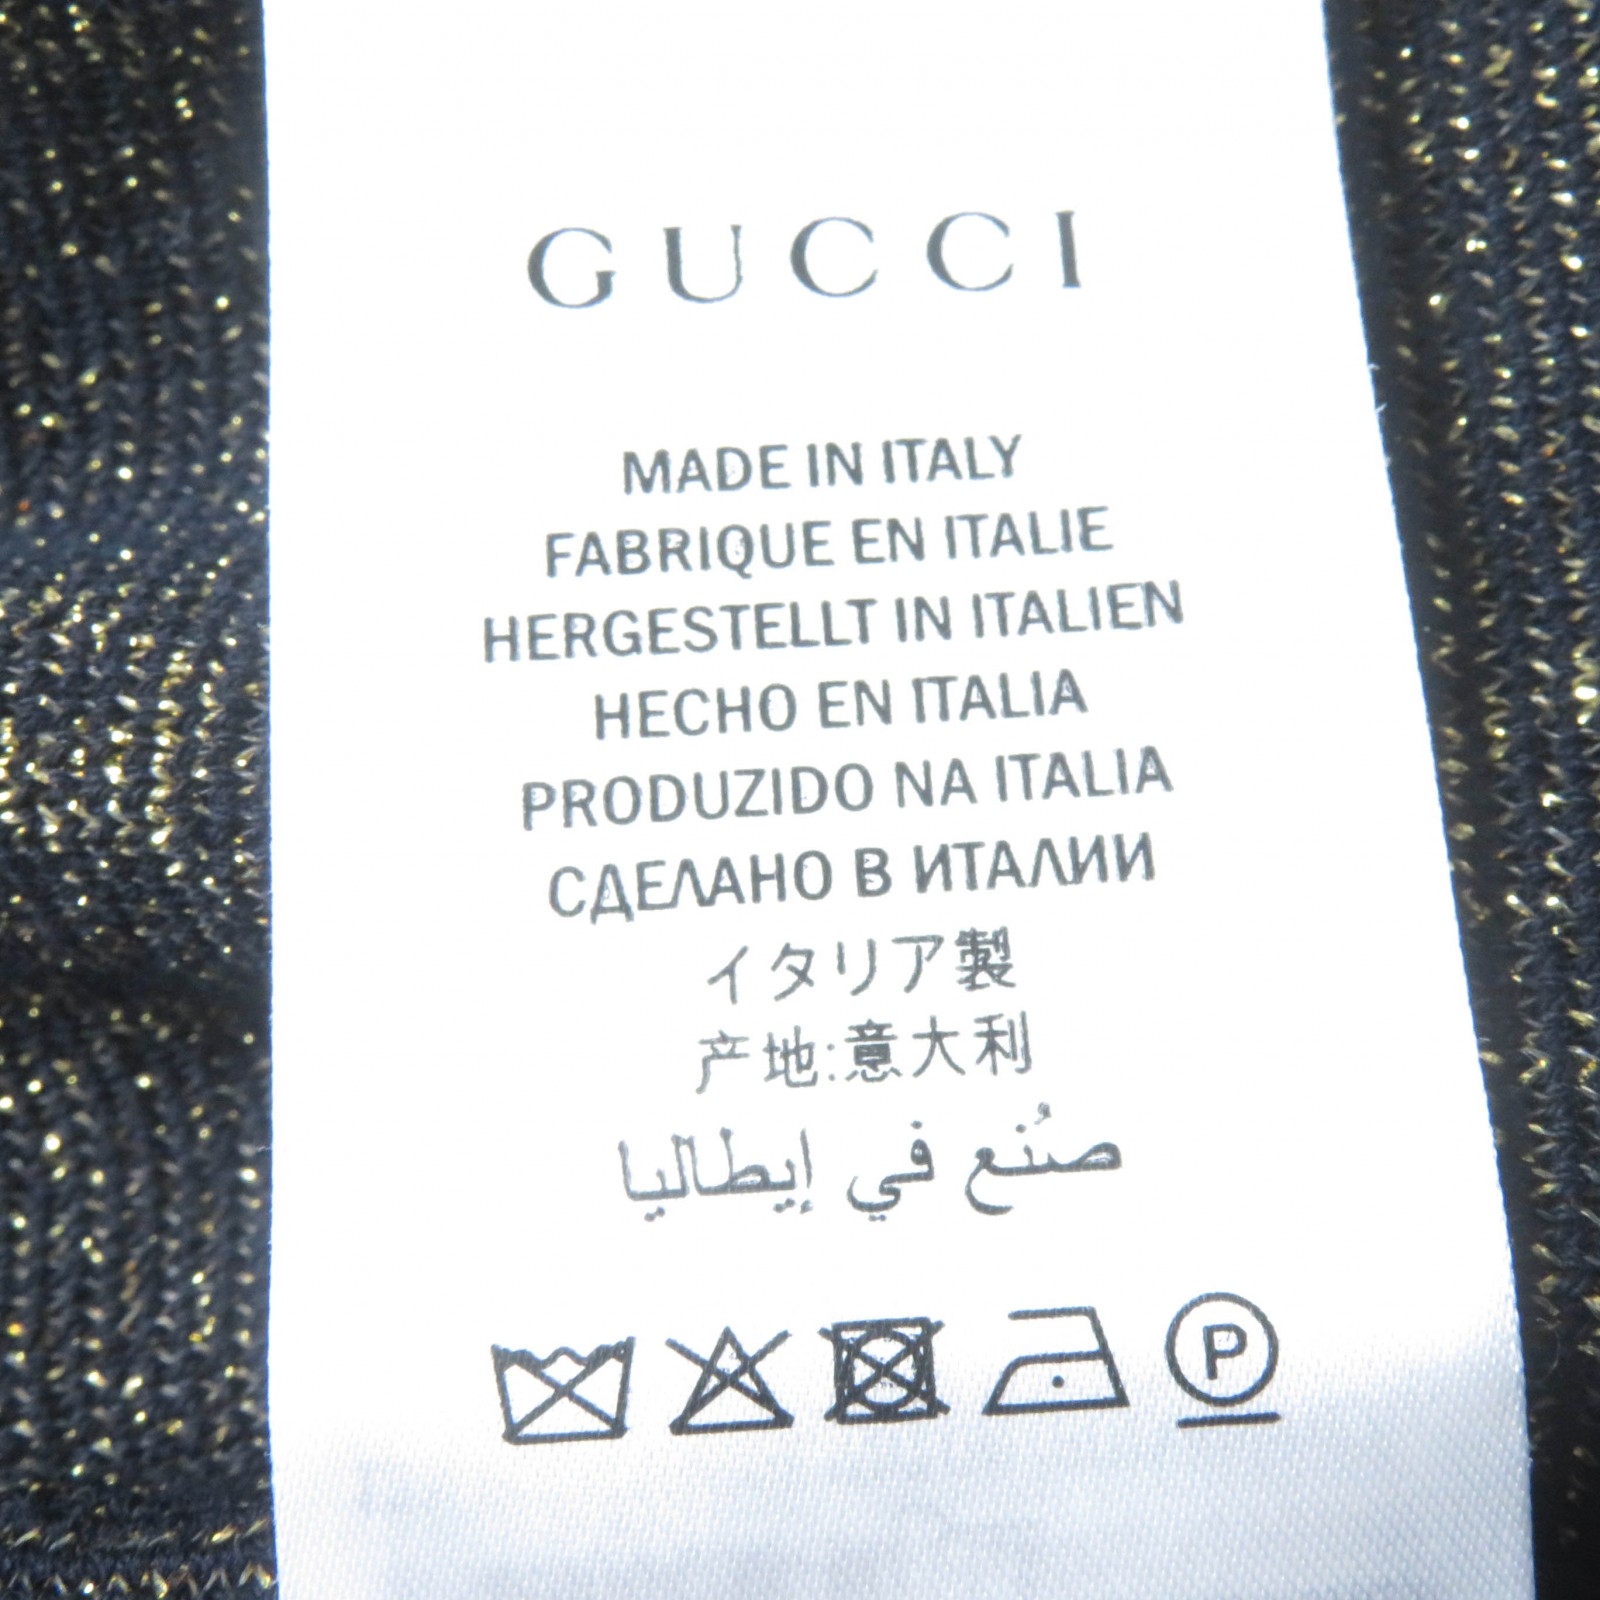 GUCCI
MADE IN ITALY
FABRIQUE EN ITALIE
HERGESTELLT IN ITALIEN
HECHO EN ITALIA
PRODUZIDO NA ITALIA
СДЕЛАНО В ИТАЛИИ
イタリア製
产地:意大利
صُنع في إيطاليا
P